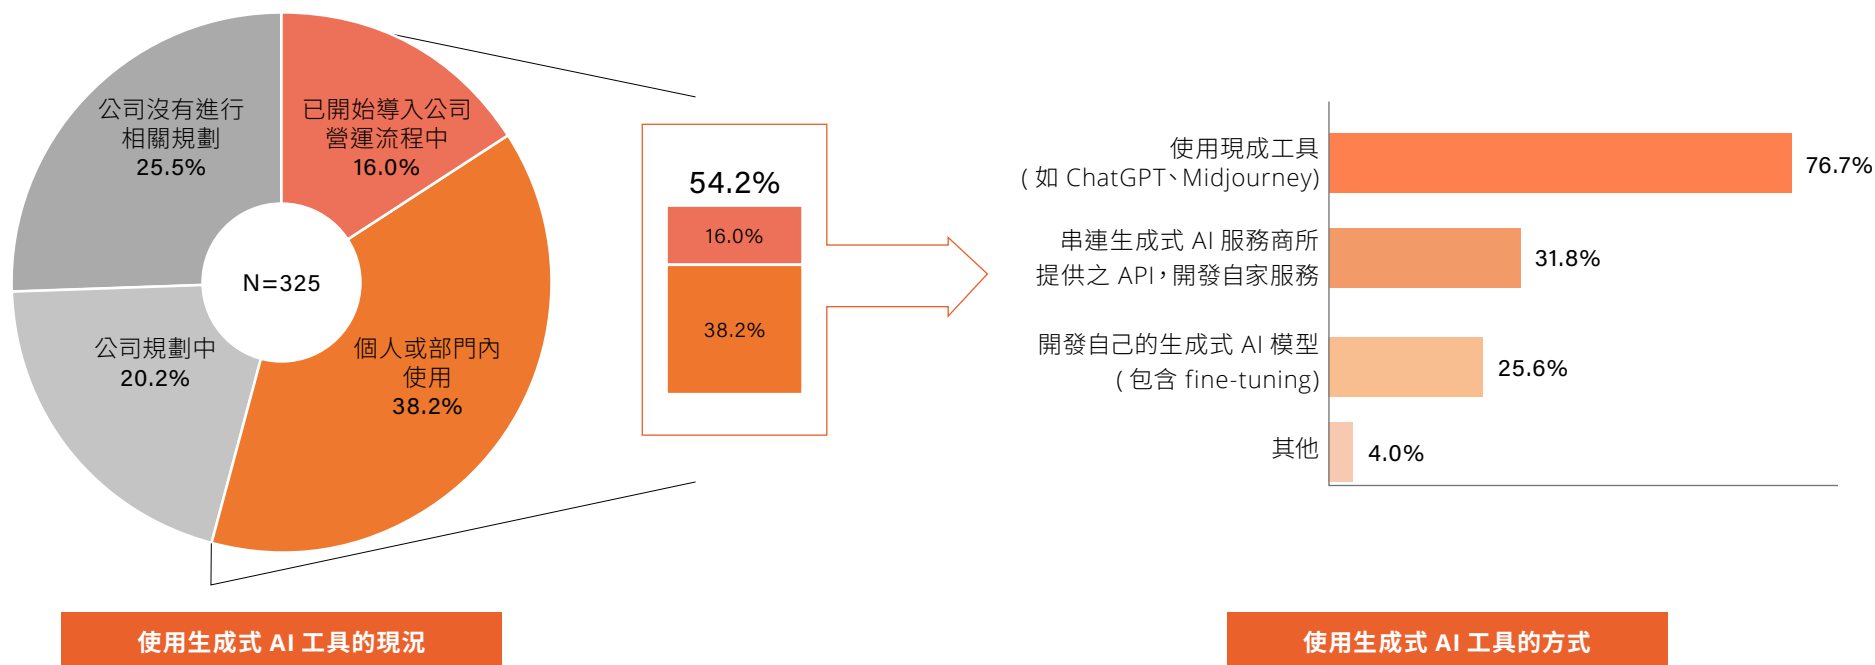 公司沒有進行
相關規劃
25.5%
已開始導入公司
營運流程中
16.0%
N=325
公司規劃中
20.2%
個人或部門內
使用
38.2%
使用生成式 AI 工具的現況
54.2%
16.0%
38.2%
使用現成工具
( 如 ChatGPT、Midjourney)
76.7%
串連生成式 AI 服務商所
提供之 API，開發自家服務
31.8%
開發自己的生成式 AI 模型
( 包含 fine-tuning)
25.6%
其他
4.0%
使用生成式 AI 工具的方式